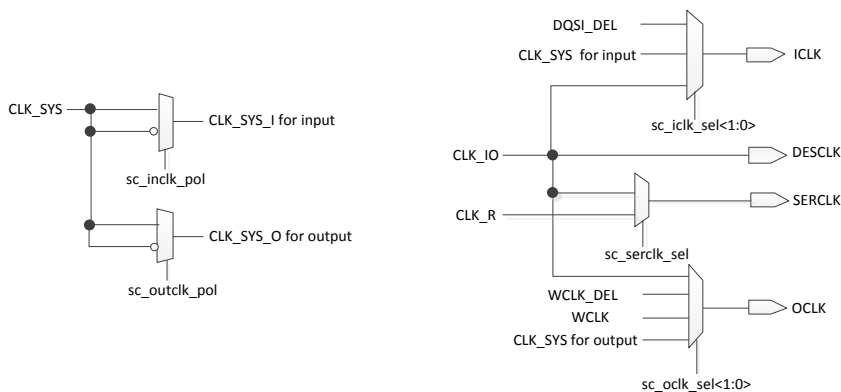 CLK_SYS
CLK_SYS_I for input
sc_inclk_pol
CLK_SYS_O for output
sc_outclk_pol
DQSI_DEL
CLK_SYS for input
ICLK
sc_iclk_sel<1:0>
CLK_IO
DESCLK
SERCLK
CLK_R
sc_serclk_sel
WCLK_DEL
WCLK
OCLK
CLK_SYS for output
sc_oclk_sel<1:0>